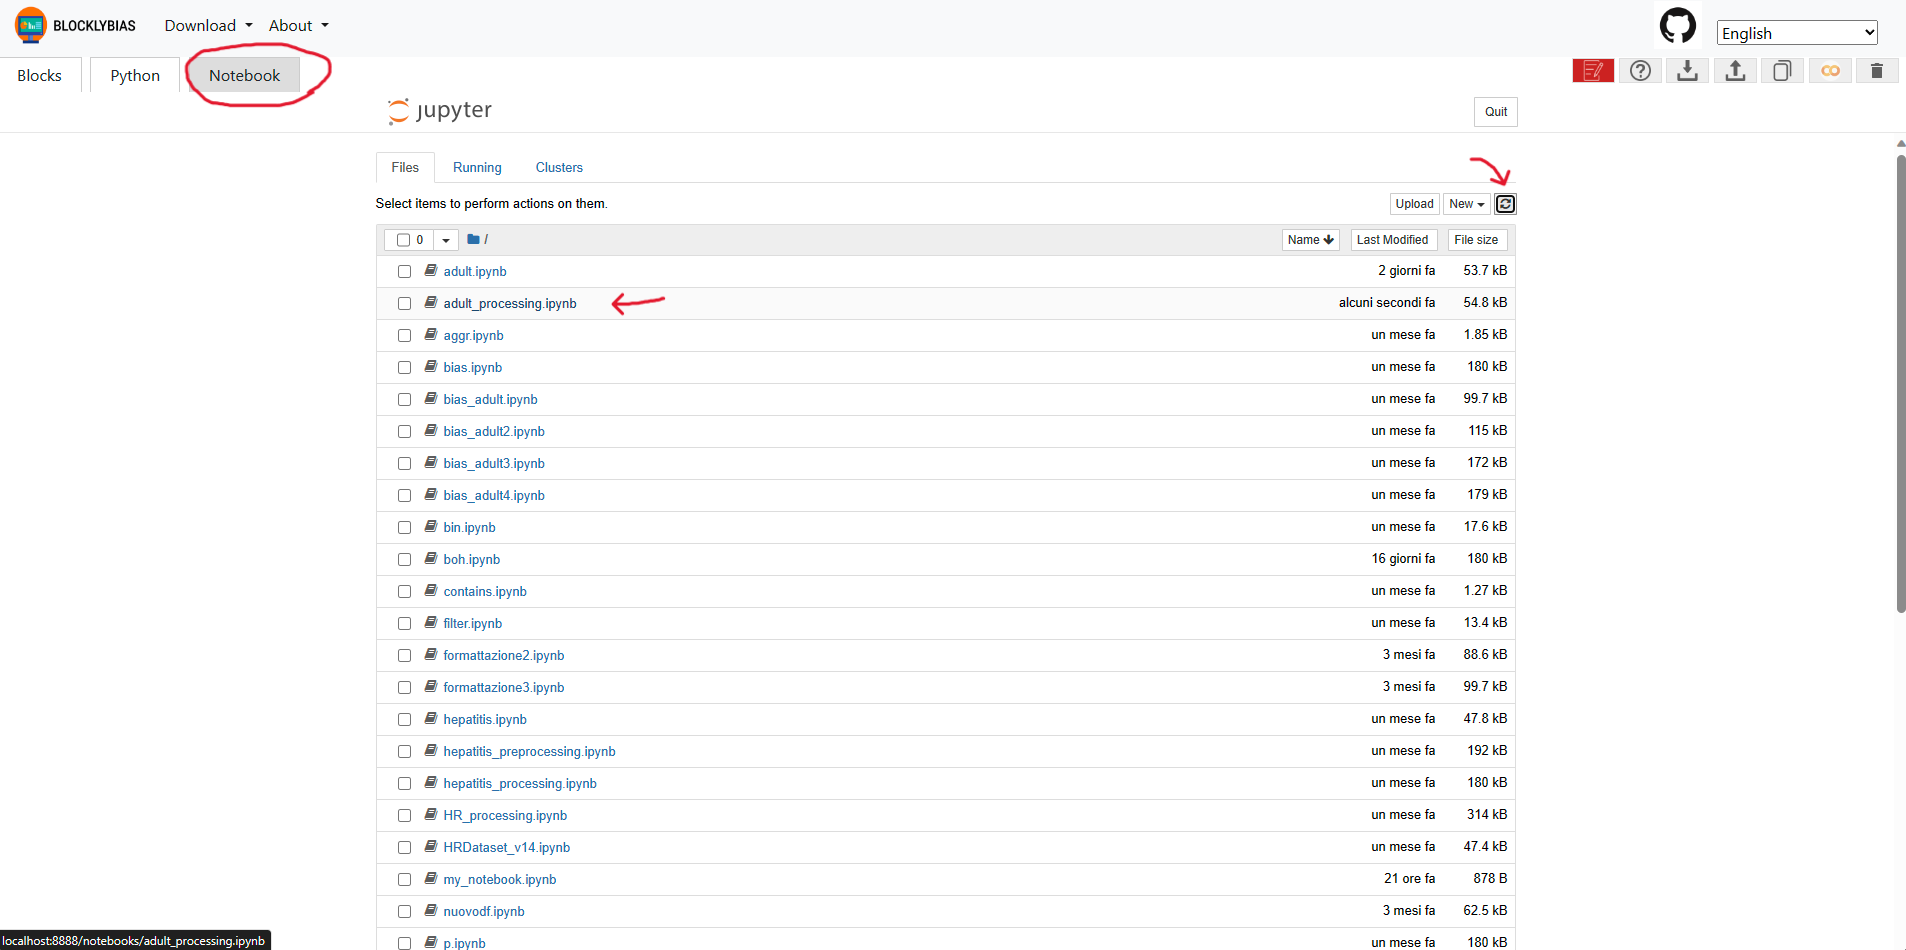 BLOCKLYBIAS Download About
English
Blocks Python Notebook
jupyter
Quit
Files Running Clusters
Select items to perform actions on them.
Upload New
0 / Name Last Modified File size
adult.ipynb 2 giorni fa 53.7 kB
adult_processing.ipynb alcuni secondi fa 54.8 kB
aggr.ipynb un mese fa 1.85 kB
bias.ipynb un mese fa 180 kB
bias_adult.ipynb un mese fa 99.7 kB
bias_adult2.ipynb un mese fa 115 kB
bias_adult3.ipynb un mese fa 172 kB
bias_adult4.ipynb un mese fa 179 kB
bin.ipynb un mese fa 17.6 kB
boh.ipynb 16 giorni fa 180 kB
contains.ipynb un mese fa 1.27 kB
filter.ipynb un mese fa 13.4 kB
formattazione2.ipynb 3 mesi fa 88.6 kB
formattazione3.ipynb 3 mesi fa 99.7 kB
hepatitis.ipynb un mese fa 47.8 kB
hepatitis_preprocessing.ipynb un mese fa 192 kB
hepatitis_processing.ipynb un mese fa 180 kB
HR_processing.ipynb un mese fa 314 kB
HRDataset_v14.ipynb un mese fa 47.4 kB
my_notebook.ipynb 21 ore fa 878 B
nuovodf.ipynb 3 mesi fa 62.5 kB
p.ipynb un mese fa 180 kB
localhost:8888/notebooks/adult_processing.ipynb